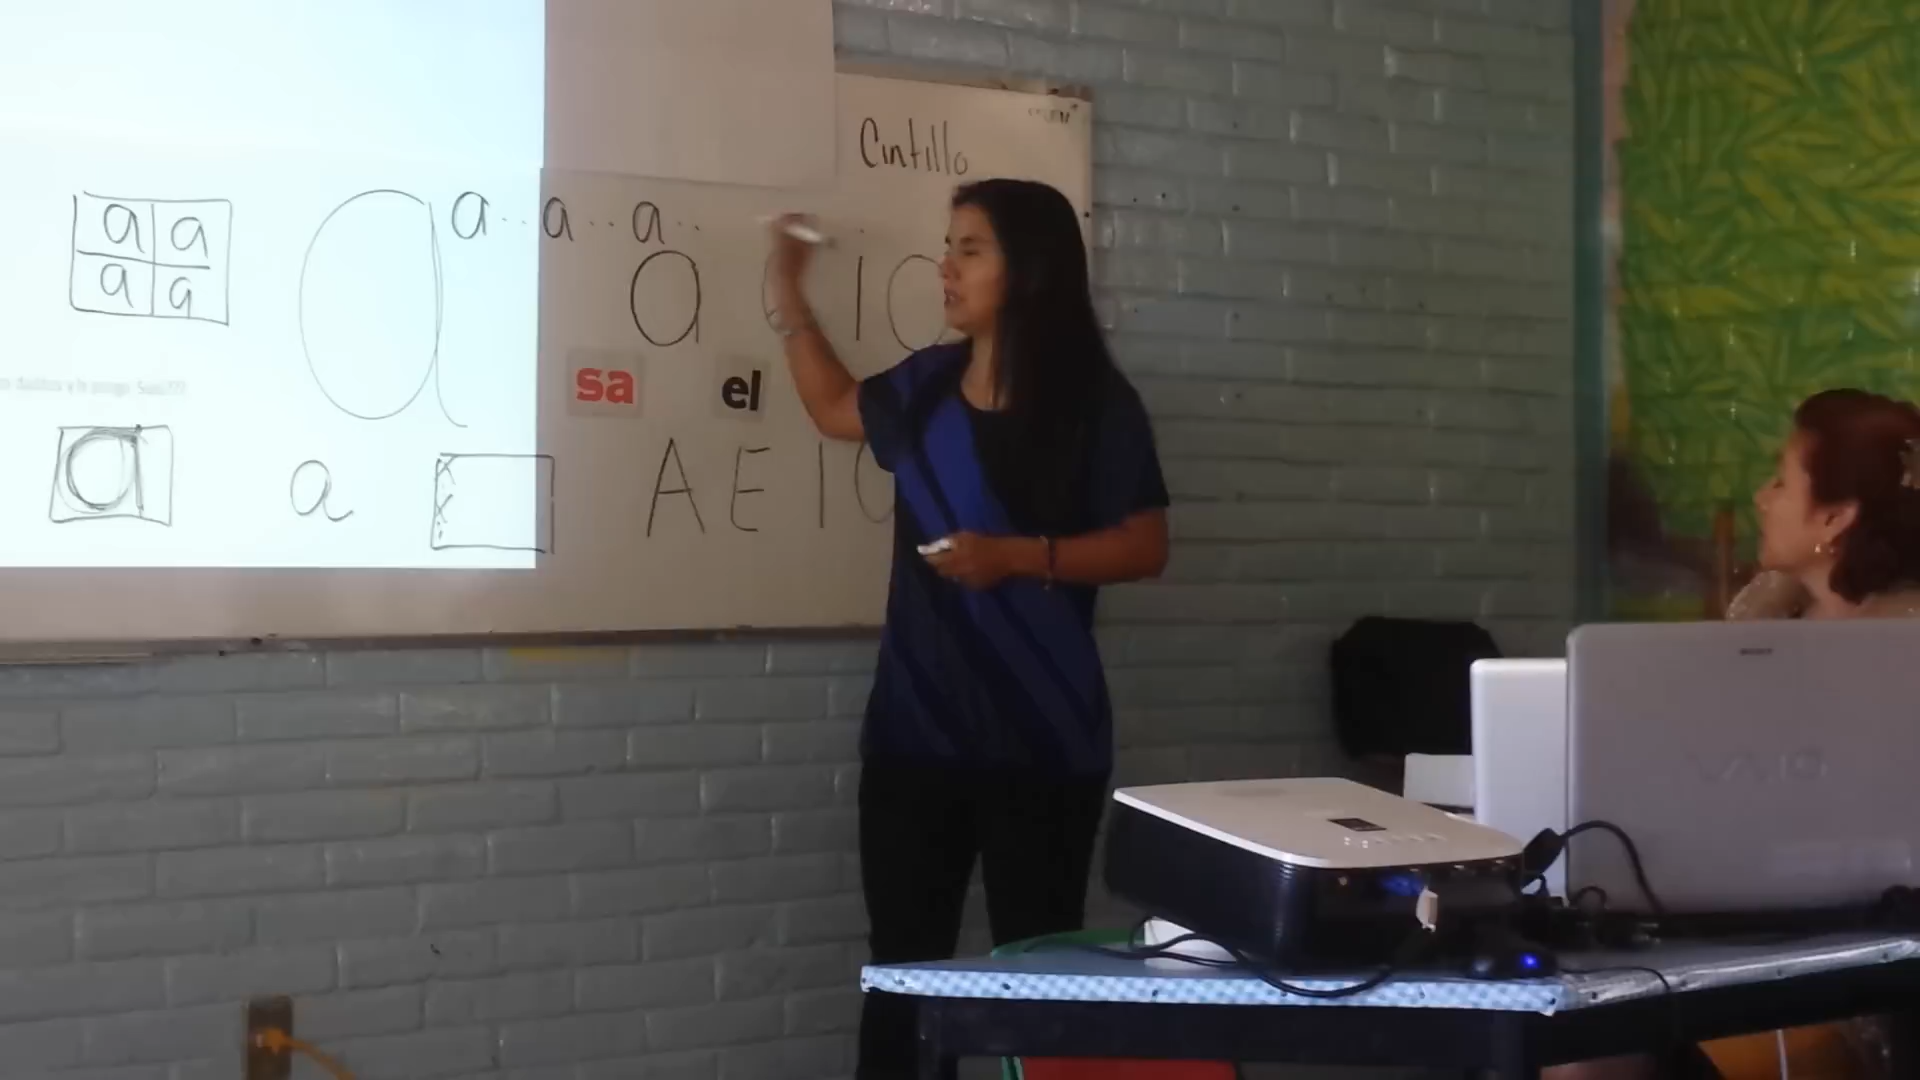 Cintillo
a a
a a
a
a.. a.. a..
a e i o
sa
el
a
a
A E I O
VAIO